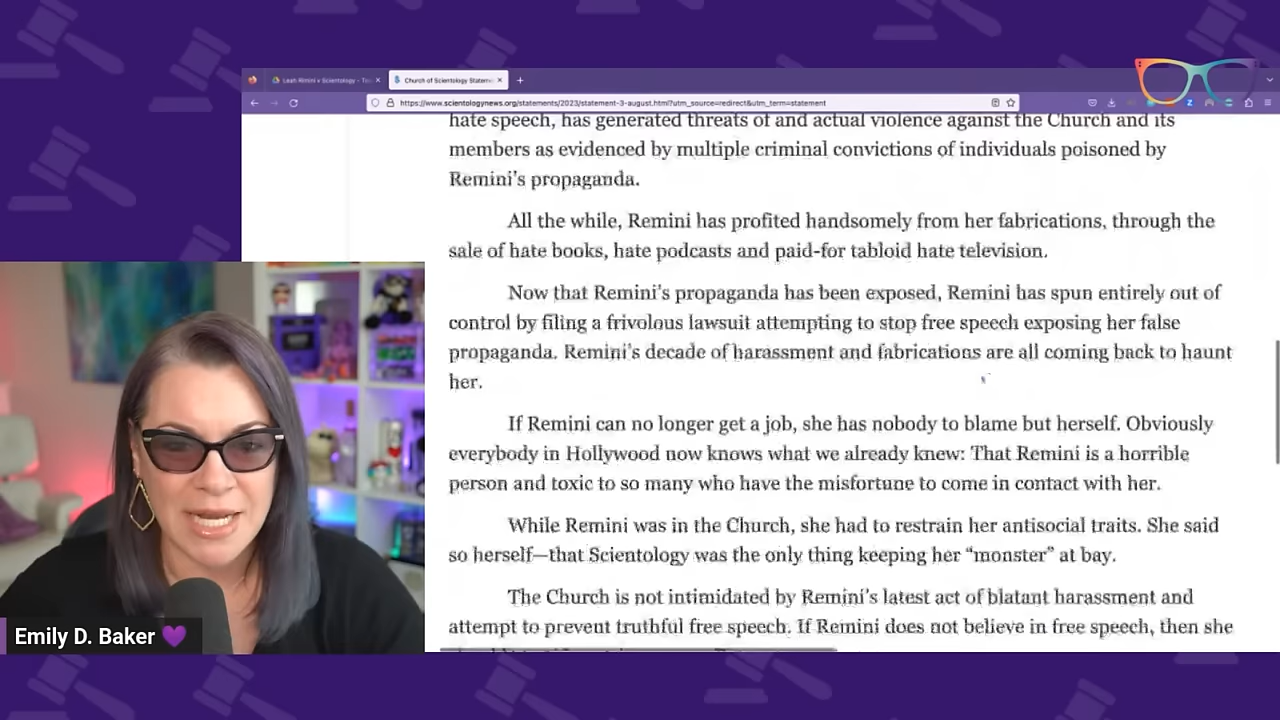 Leah Rimini v Scientology - To
Church of Scientology Statem
https://www.scientologynews.org/statements/2023/statement-3-august.html?utm_source=redirect&utm_term=statement
hate speech, has generated threats of and actual violence against the Church and its
members as evidenced by multiple criminal convictions of individuals poisoned by
Remini's propaganda.
All the while, Remini has profited handsomely from her fabrications, through the
sale of hate books, hate podcasts and paid-for tabloid hate television.
Now that Remini's propaganda has been exposed, Remini has spun entirely out of
control by filing a frivolous lawsuit attempting to stop free speech exposing her false
propaganda. Remini's decade of harassment and fabrications are all coming back to haunt
her.
If Remini can no longer get a job, she has nobody to blame but herself. Obviously
everybody in Hollywood now knows what we already knew: That Remini is a horrible
person and toxic to so many who have the misfortune to come in contact with her.
While Remini was in the Church, she had to restrain her antisocial traits. She said
so herself—that Scientology was the only thing keeping her “monster” at bay.
The Church is not intimidated by Remini's latest act of blatant harassment and
attempt to prevent truthful free speech. If Remini does not believe in free speech, then she
Emily D. Baker 💜